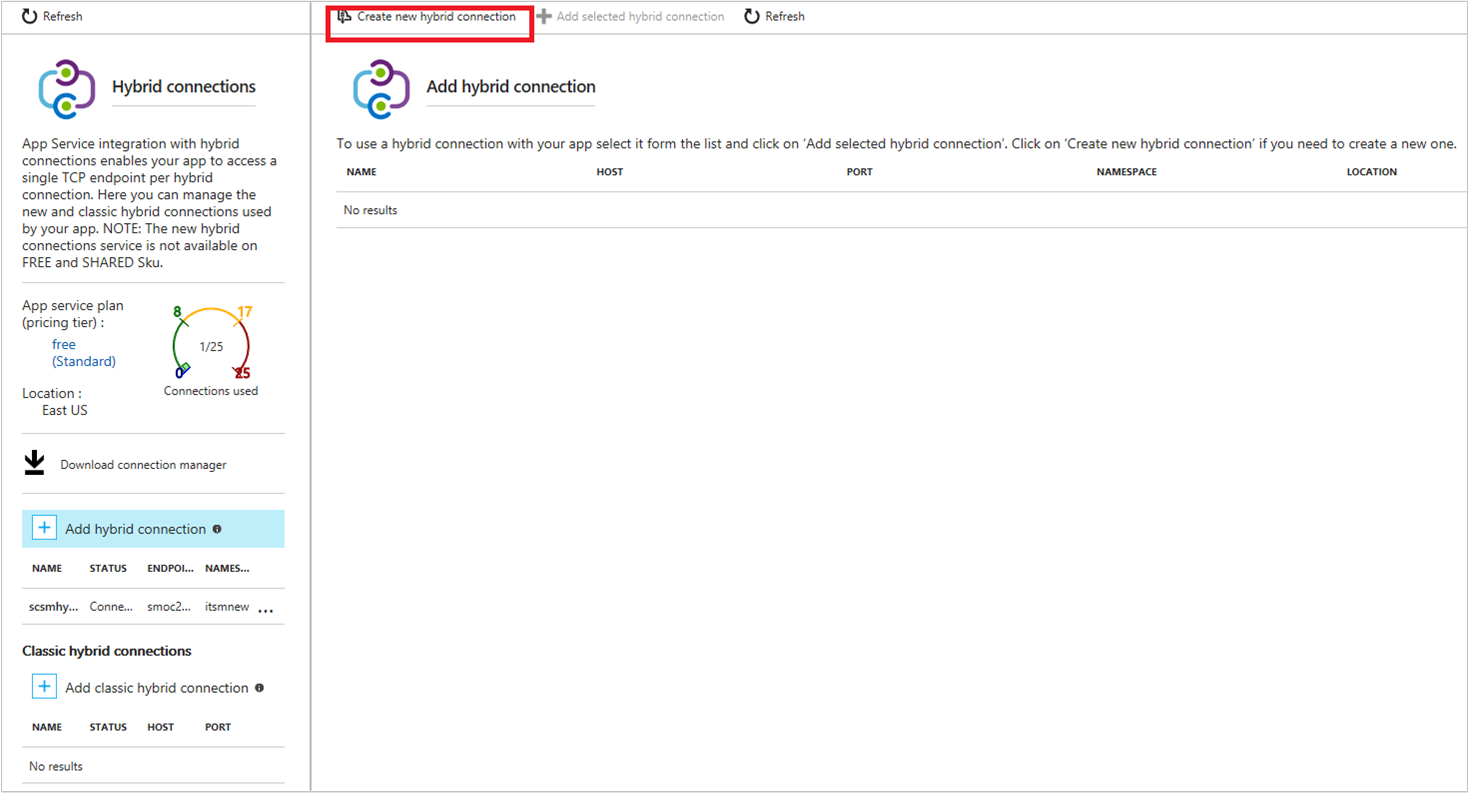 Refresh
Hybrid connections
App Service integration with hybrid
connections enables your app to access a
single TCP endpoint per hybrid
connection. Here you can manage the
new and classic hybrid connections used
by your app. NOTE: The new hybrid
connections service is not available on
FREE and SHARED Sku.
App service plan
(pricing tier) :
free
(Standard)
Location :
East US
8 17
1/25
0 25
Connections used
Download connection manager
Add hybrid connection
NAME STATUS ENDPOI... NAMES...
scsmhy... Conne... smoc2... itsmnew ...
Classic hybrid connections
Add classic hybrid connection
NAME STATUS HOST PORT
No results
Create new hybrid connection Add selected hybrid connection Refresh
Add hybrid connection
To use a hybrid connection with your app select it form the list and click on 'Add selected hybrid connection'. Click on 'Create new hybrid connection' if you need to create a new one.
NAME HOST PORT NAMESPACE LOCATION
No results